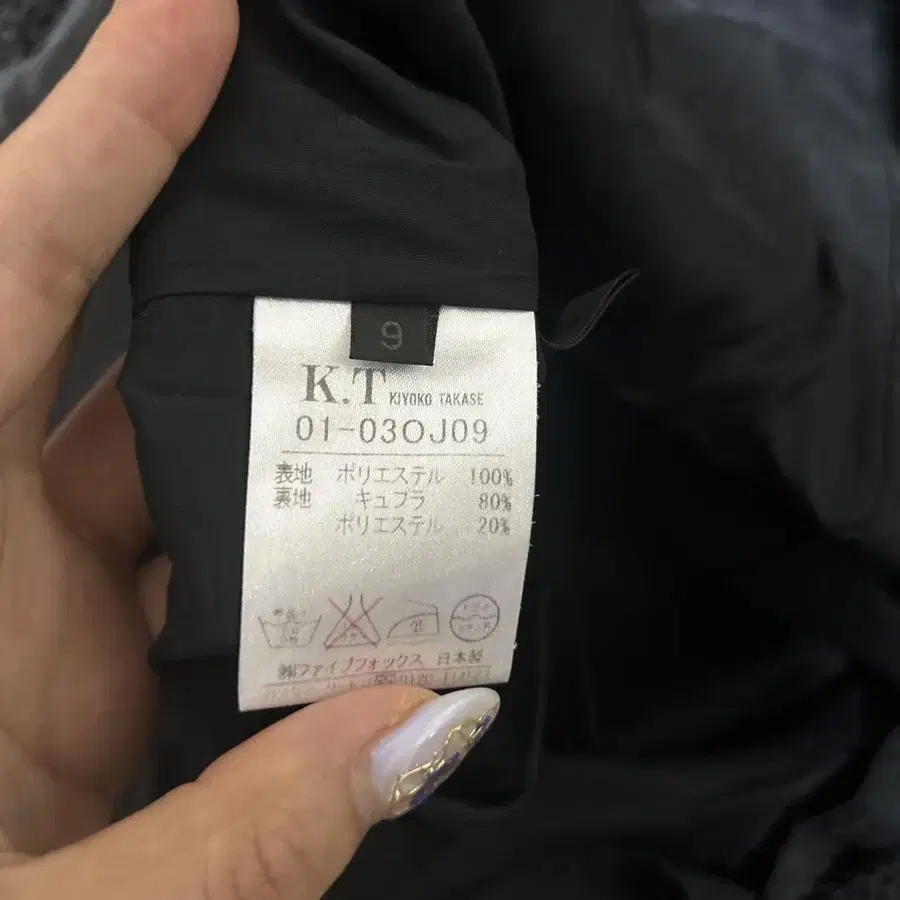 9
K.T KIYOKO TAKASE
01-03OJ09
表地 ポリエステル 100%
裏地 キュプラ 80%
ポリエステル 20%
㈱ファイブフォックス 日本製